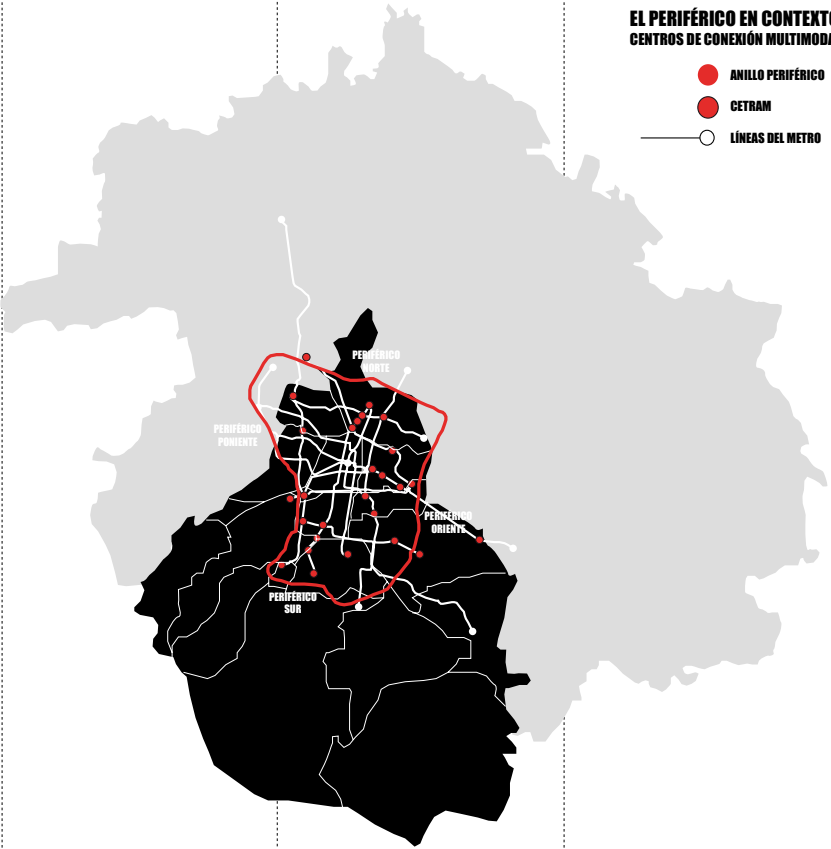 EL PERIFÉRICO EN CONTEXTO
CENTROS DE CONEXIÓN MULTIMODA
ANILLO PERIFÉRICO
CETRAM
LÍNEAS DEL METRO
PERIFÉRICO
NORTE
PERIFÉRICO
PONIENTE
PERIFÉRICO
ORIENTE
PERIFÉRICO
SUR